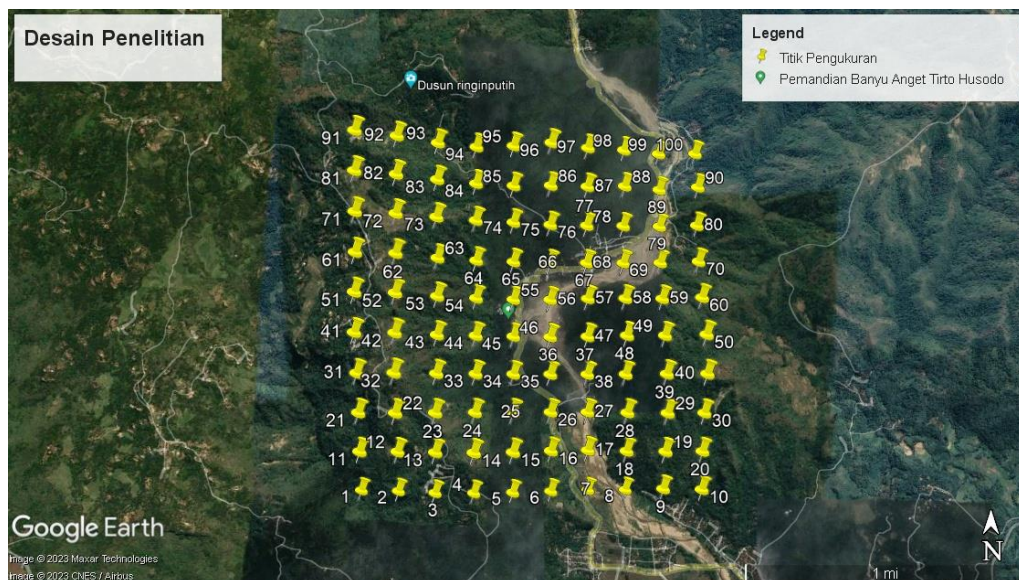 Desain Penelitian
Legend
Titik Pengukuran
Pemandian Banyu Anget Tirto Husodo
Dusun ringinputih
91 92 93 94 95 96 97 98 99 100
81 82 83 84 85 86 87 88 89 90
71 72 73 74 75 76 77 78 79 80
61 62 63 64 65 66 67 68 69 70
51 52 53 54 55 56 57 58 59 60
41 42 43 44 45 46 47 48 49 50
31 32 33 34 35 36 37 38 39 40
21 22 23 24 25 26 27 28 29 30
11 12 13 14 15 16 17 18 19 20
1 2 3 4 5 6 7 8 9 10
Google Earth
Image © 2023 Maxar Technologies
Image © 2023 CNES / Airbus
1 mi
N